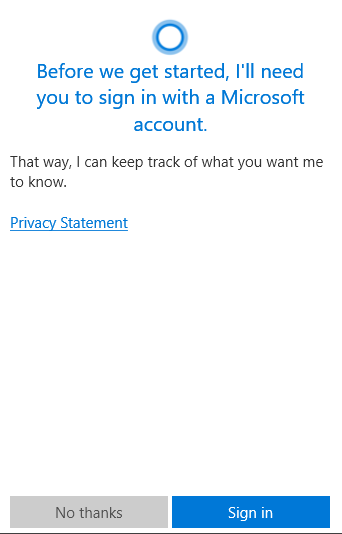 Before we get started, I'll need
you to sign in with a Microsoft
account.
That way, I can keep track of what you want me
to know.
Privacy Statement
No thanks
Sign in